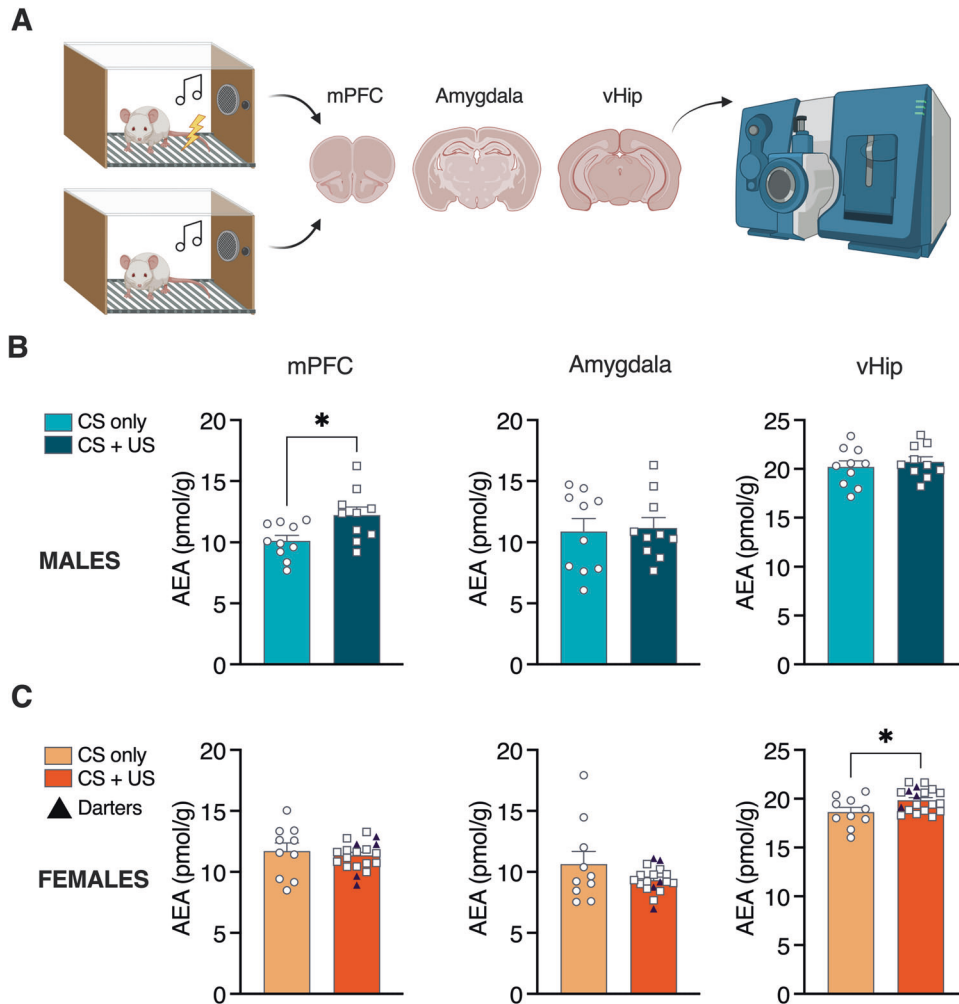 A
mPFC
Amygdala
vHip
B
CS only
CS + US
MALES
mPFC
AEA (pmol/g)
20
15
10
5
0
*
Amygdala
AEA (pmol/g)
20
15
10
5
0
vHip
AEA (pmol/g)
25
20
15
10
5
0
C
CS only
CS + US
Darters
FEMALES
AEA (pmol/g)
20
15
10
5
0
AEA (pmol/g)
20
15
10
5
0
AEA (pmol/g)
25
20
15
10
5
0
*